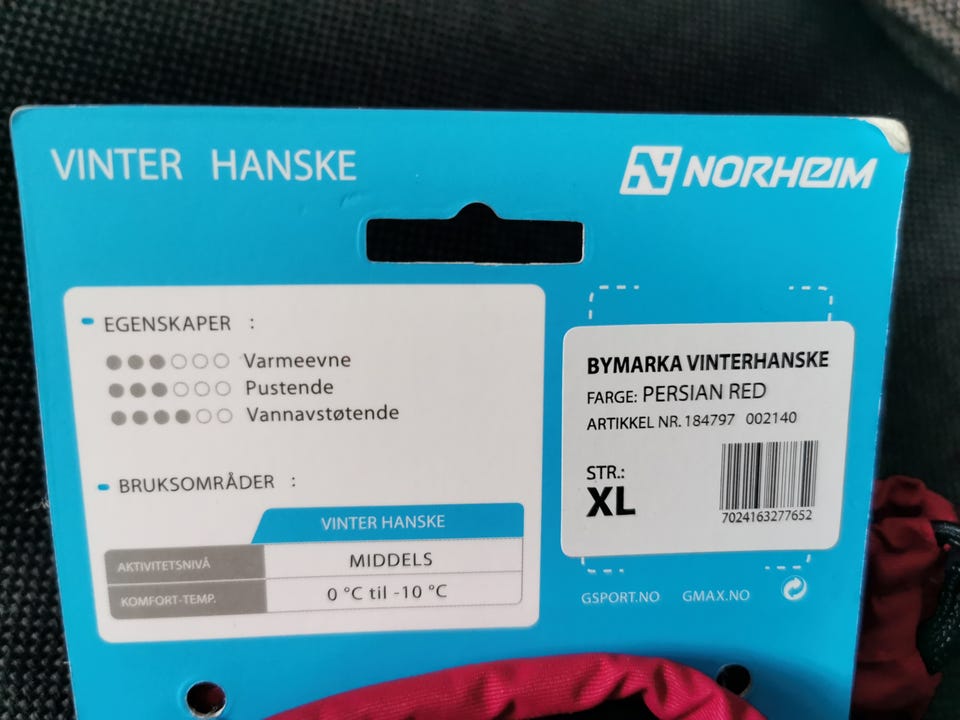 VINTER HANSKE
NORHEIM
EGENSKAPER :
Varmeevne
Pustende
Vannavstøtende
BRUKSOMRÅDER :
VINTER HANSKE
AKTIVITETSNIVÅ MIDDELS
KOMFORT-TEMP. 0 °C til -10 °C
BYMARKA VINTERHANSKE
FARGE: PERSIAN RED
ARTIKKEL NR. 184797 002140
STR.:
XL
7024163277652
GSPORT.NO GMAX.NO